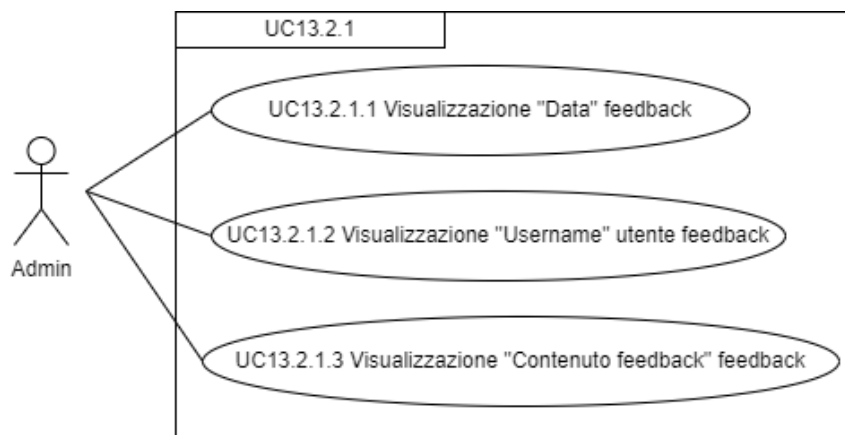 UC13.2.1
UC13.2.1.1 Visualizzazione "Data" feedback
UC13.2.1.2 Visualizzazione "Username" utente feedback
Admin
UC13.2.1.3 Visualizzazione "Contenuto feedback" feedback